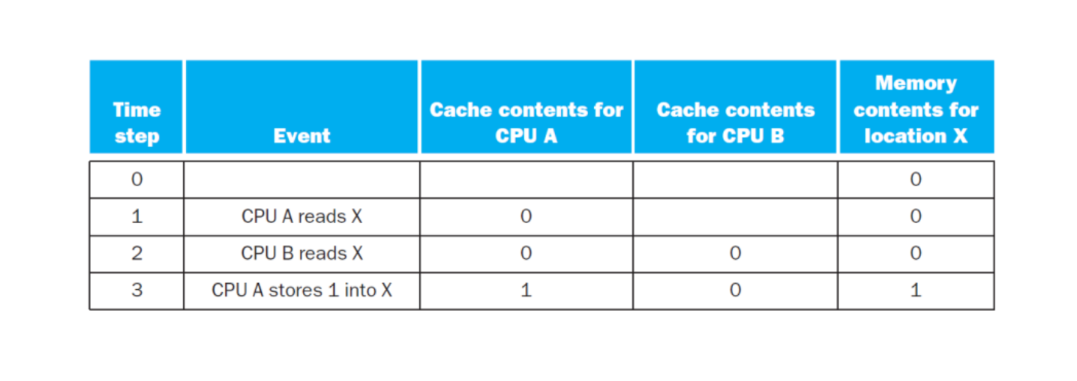 Time step Event Cache contents for CPU A Cache contents for CPU B Memory contents for location X
0 0
1 CPU A reads X 0 0
2 CPU B reads X 0 0 0
3 CPU A stores 1 into X 1 0 1